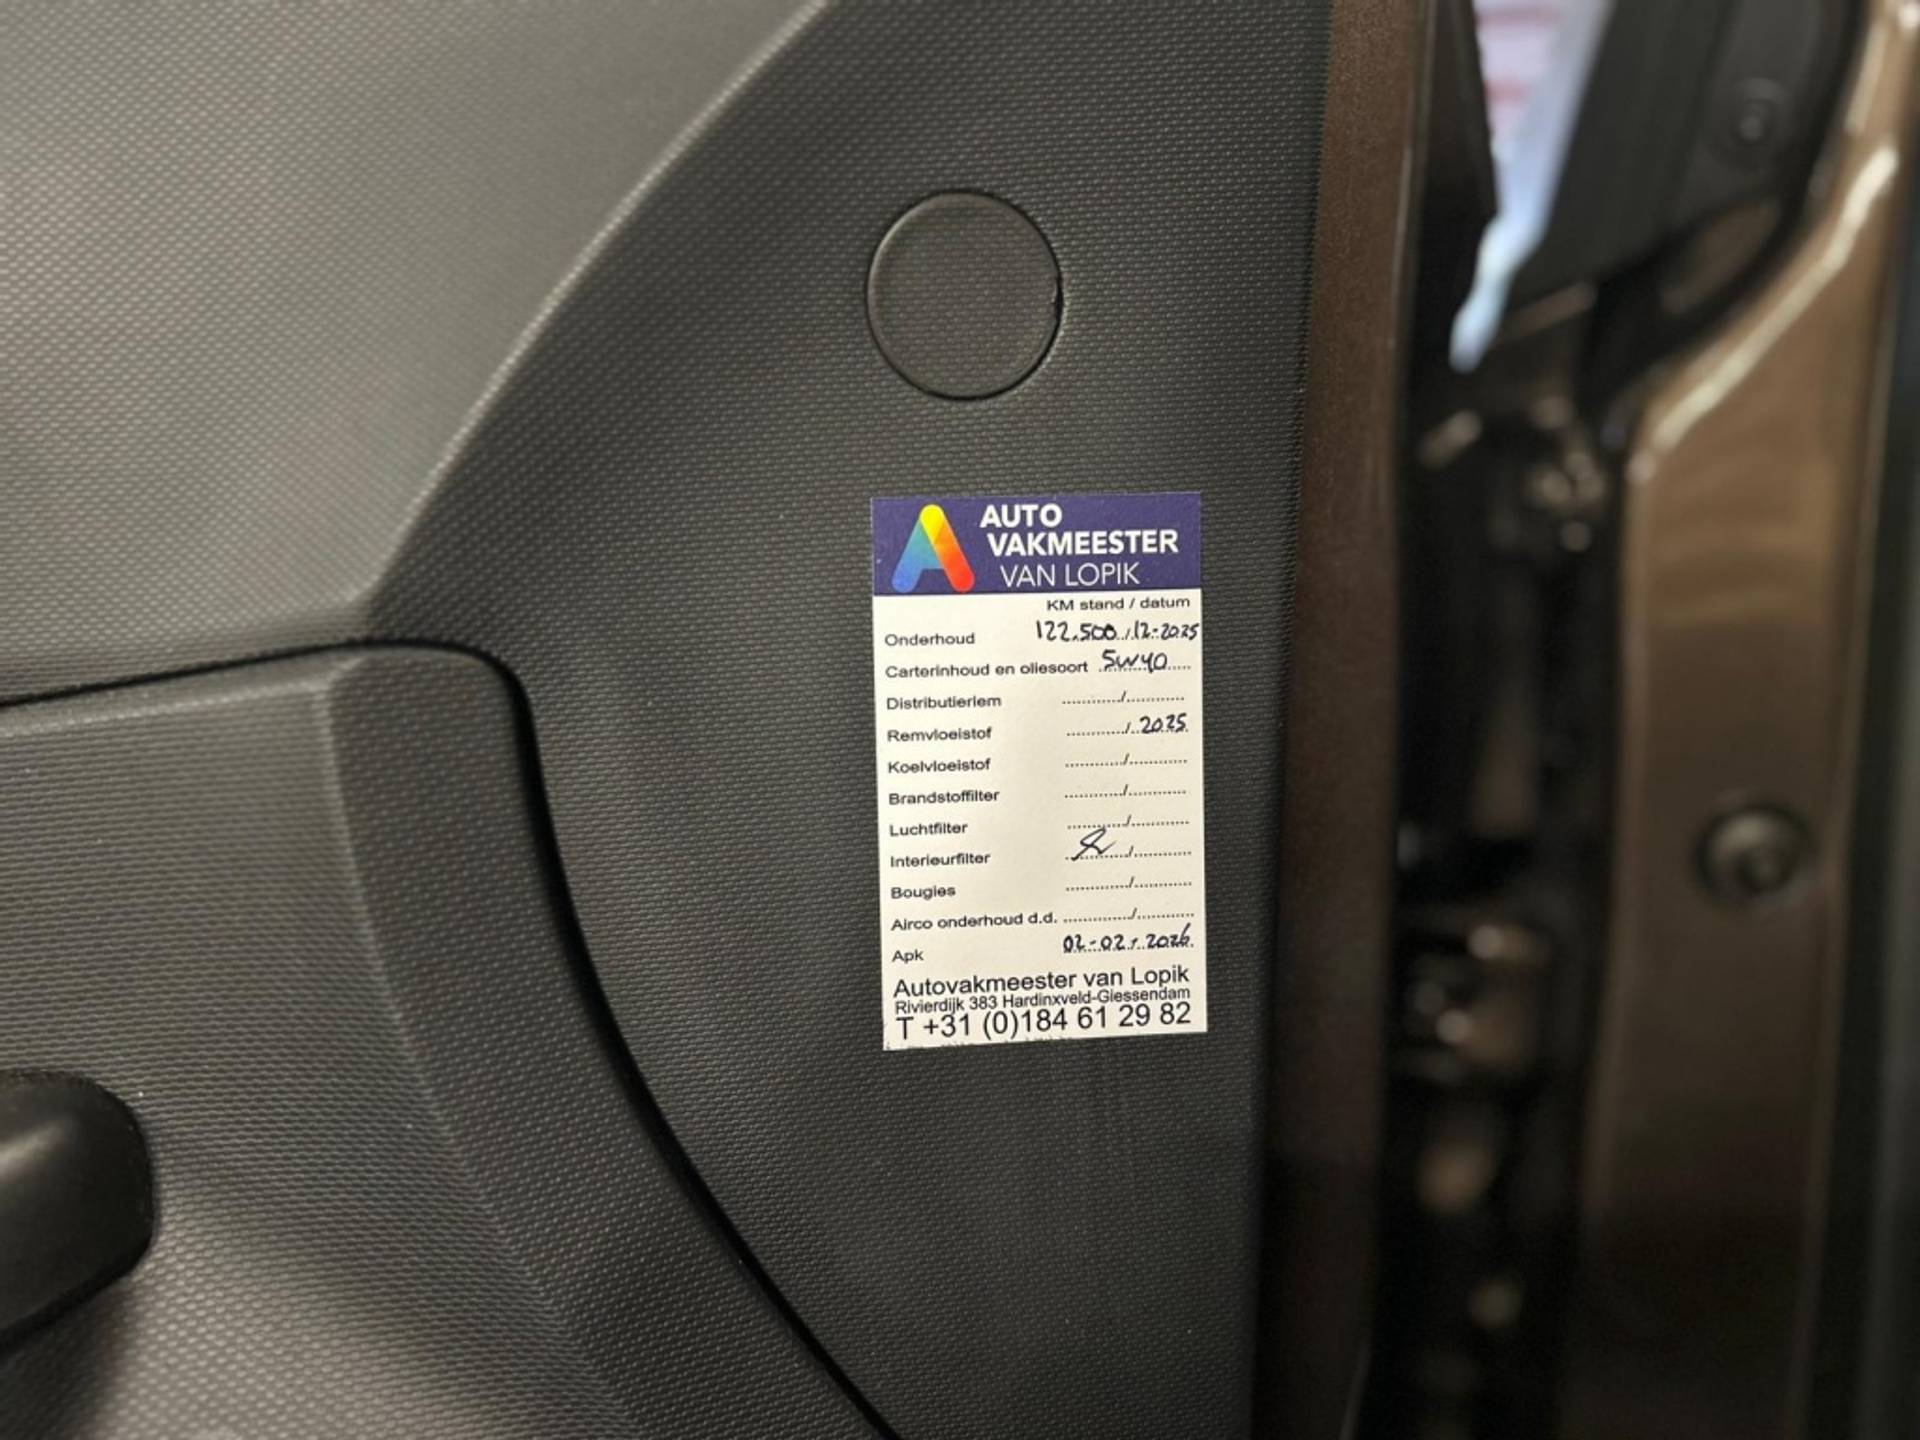 AUTO
VAKMEESTER
VAN LOPIK
KM stand / datum
Onderhoud 122.500 / 12-2025
Carterinhoud en oliesoort 5W40
Distributieriem ............/............
Remvloeistof ............/ 2025
Koelvloeistof ............/............
Brandstoffilter ............/............
Luchtfilter ............/............
Interieurfilter ............/............
Bougies ............/............
Airco onderhoud d.d. ............/............
Apk 02-02-2026
Autovakmeester van Lopik
Rivierdijk 383 Hardinxveld-Giessendam
T +31 (0)184 61 29 82